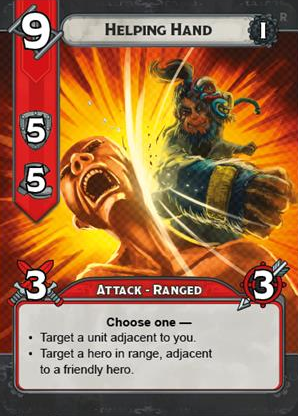 9
HELPING HAND
I
R
5
5
3
ATTACK - RANGED
3
Choose one —
• Target a unit adjacent to you.
• Target a hero in range, adjacent
to a friendly hero.